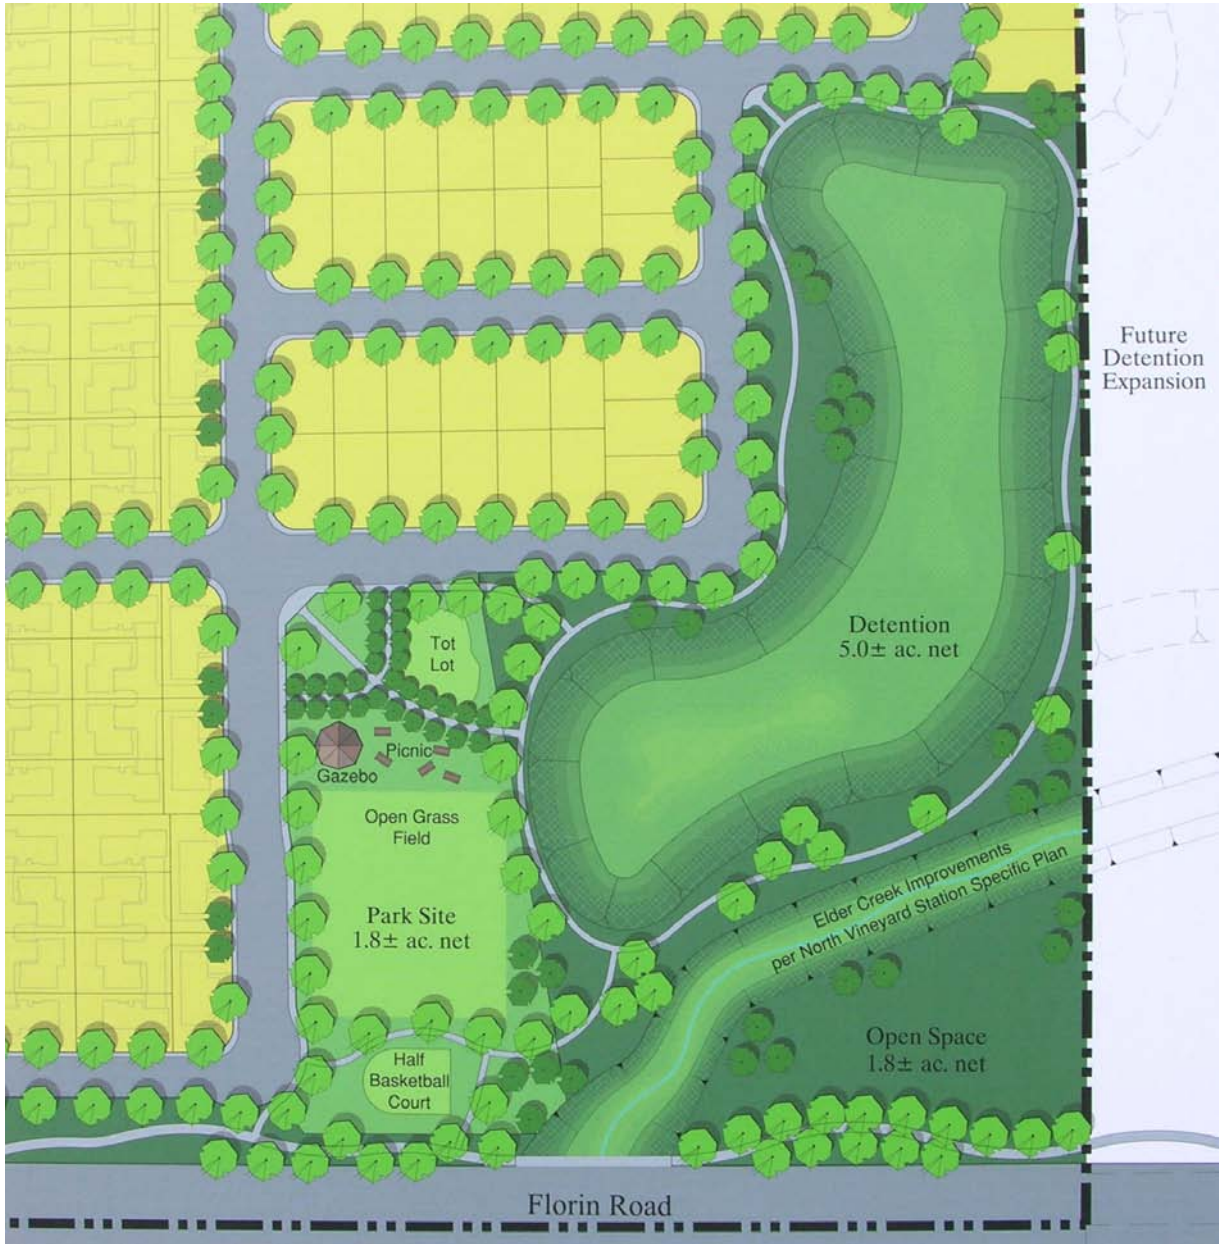 Future
Detention
Expansion
Detention
5.0± ac. net
Tot
Lot
Picnic
Gazebo
Open Grass
Field
Park Site
1.8± ac. net
Elder Creek Improvements
per North Vineyard Station Specific Plan
Open Space
1.8± ac. net
Half
Basketball
Court
Florin Road